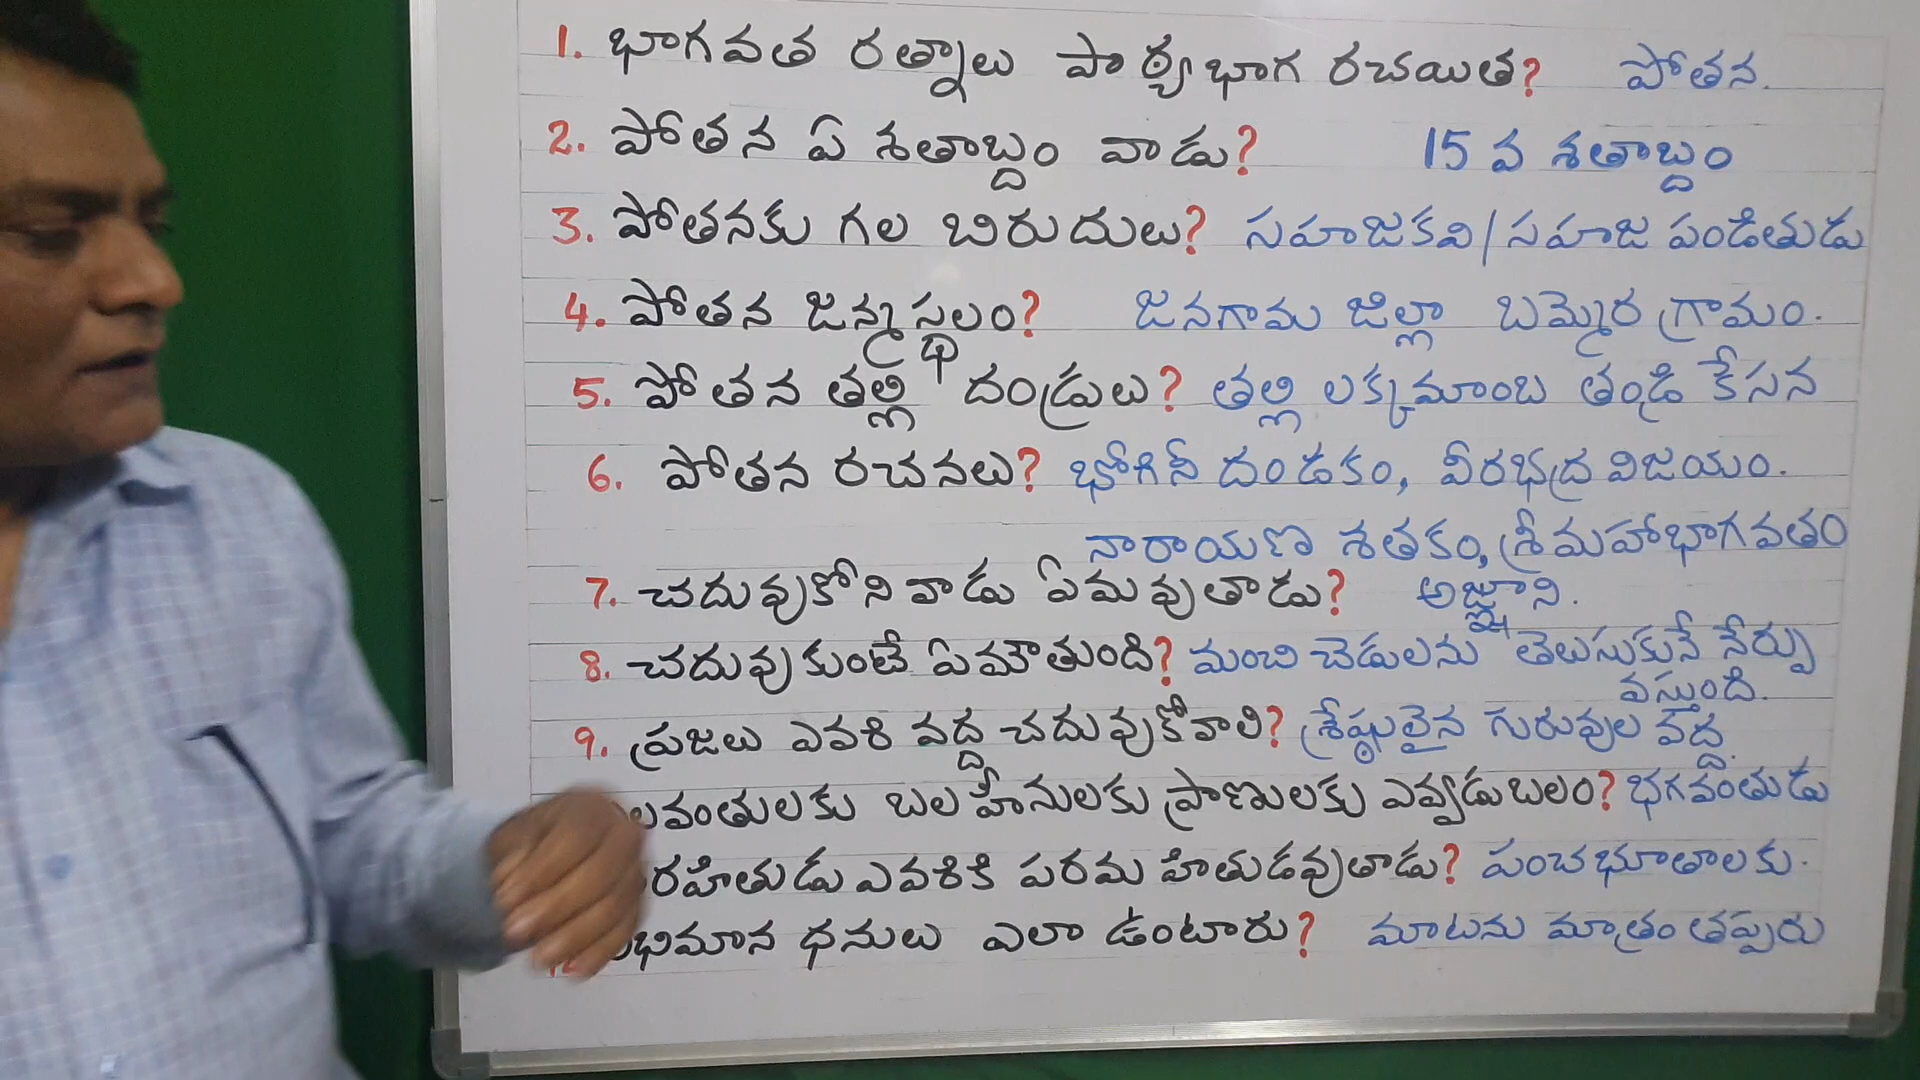 1. భాగవత రత్నాలు పాఠ్యభాగ రచయిత? పోతన.
2. పోతన ఏ శతాబ్దం వాడు? 15 వ శతాబ్దం
3. పోతనకు గల బిరుదులు? సహజకవి/సహజ పండితుడు
4. పోతన జన్మస్థలం? జనగామ జిల్లా బమ్మెర గ్రామం.
5. పోతన తల్లి దండ్రులు? తల్లి లక్కమాంబ తండ్రి కేసన
6. పోతన రచనలు? భోగినీ దండకం, వీరభద్ర విజయం.
నారాయణ శతకం, శ్రీమహాభాగవతం
7. చదువుకోని వాడు ఏమవుతాడు? అజ్ఞాని.
8. చదువుకుంటే ఏమౌతుంది? మంచి చెడులను తెలుసుకునే నేర్పు
వస్తుంది.
9. ప్రజలు ఎవరి వద్ద చదువుకోవాలి? శ్రేష్ఠులైన గురువుల వద్ద.
లవంతులకు బలహీనులకు ప్రాణులకు ఎవ్వడు బలం? భగవంతుడు
రహితుడు ఎవరికి పరమ హితుడవుతాడు? పంచభూతాలకు.
భిమాన ధనులు ఎలా ఉంటారు? మాటను మాత్రం తప్పరు